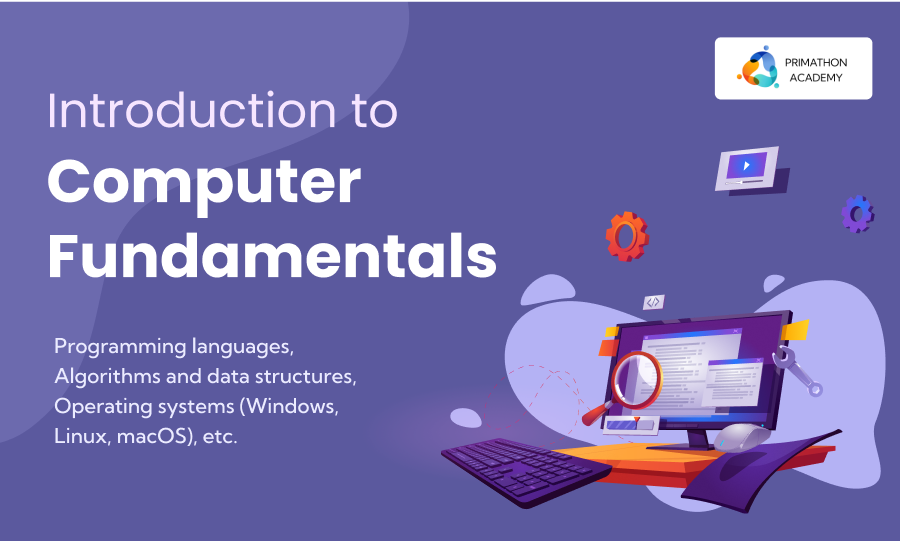 PRIMATHON
ACADEMY
Introduction to
Computer
Fundamentals
Programming languages,
Algorithms and data structures,
Operating systems (Windows,
Linux, macOS), etc.
</>